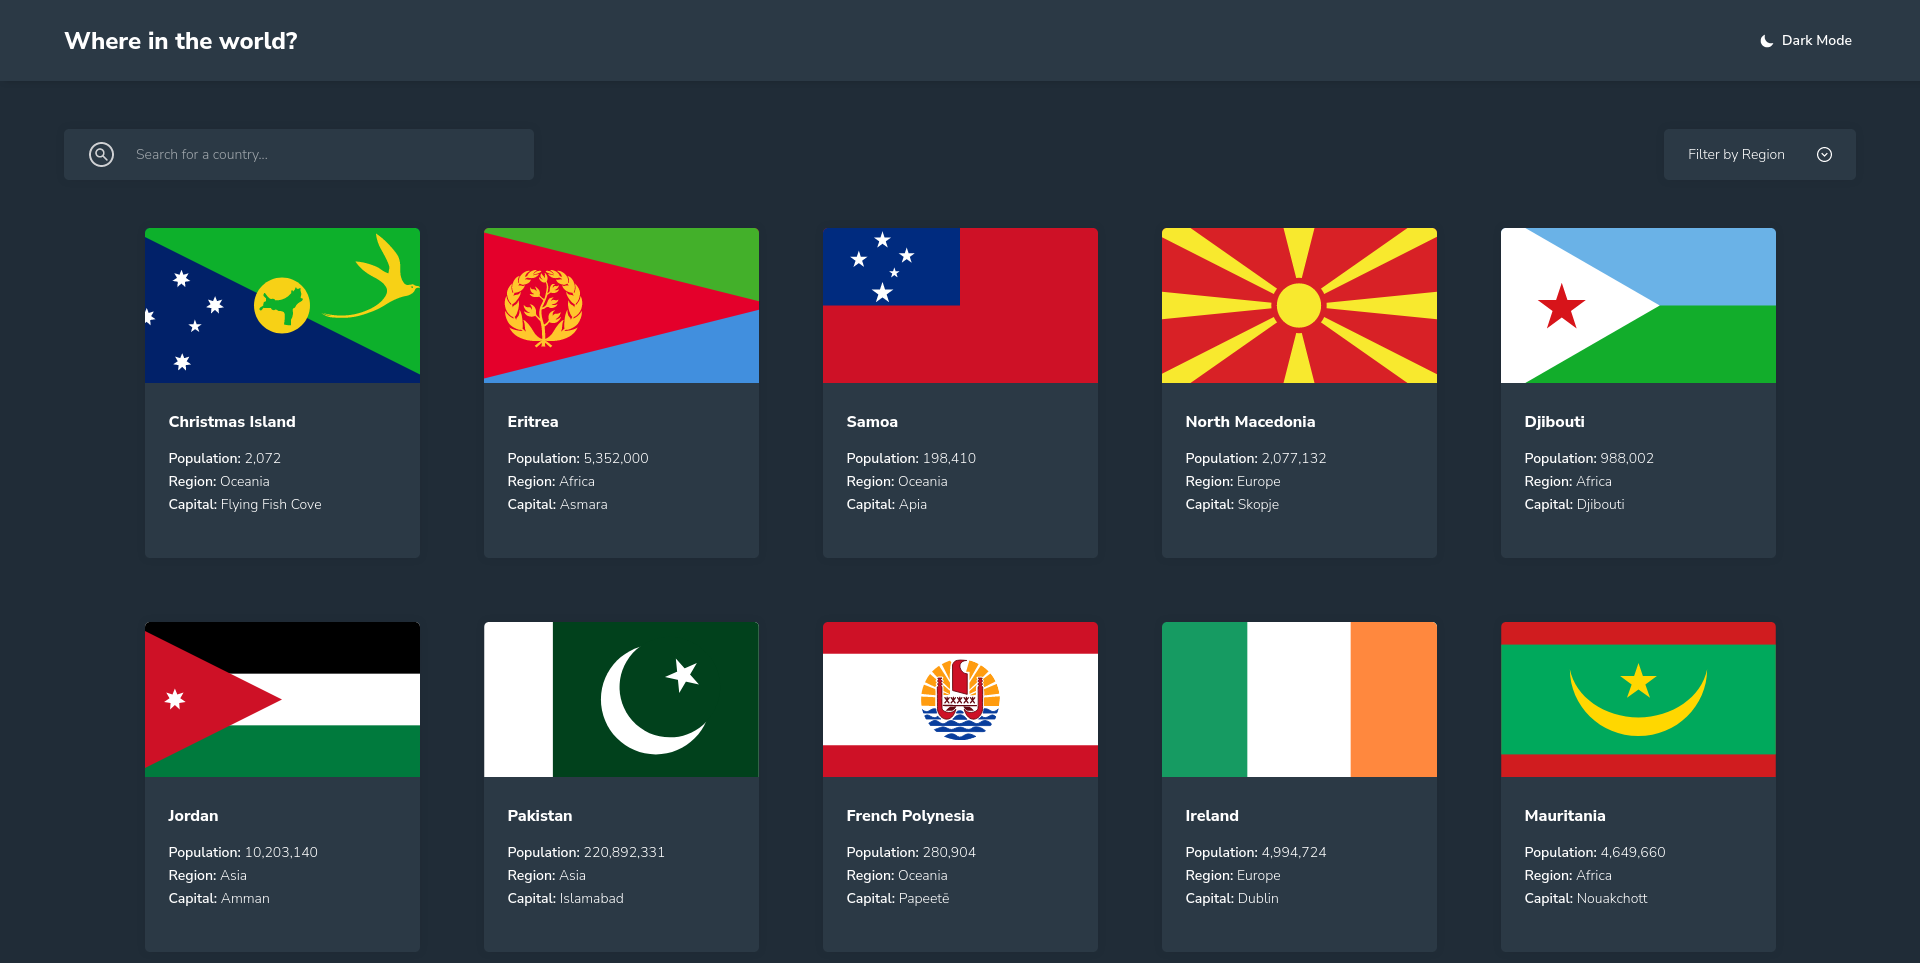 Where in the world?
Dark Mode
Search for a country...
Filter by Region
Christmas Island
Population: 2,072
Region: Oceania
Capital: Flying Fish Cove
Eritrea
Population: 5,352,000
Region: Africa
Capital: Asmara
Samoa
Population: 198,410
Region: Oceania
Capital: Apia
North Macedonia
Population: 2,077,132
Region: Europe
Capital: Skopje
Djibouti
Population: 988,002
Region: Africa
Capital: Djibouti
Jordan
Population: 10,203,140
Region: Asia
Capital: Amman
Pakistan
Population: 220,892,331
Region: Asia
Capital: Islamabad
French Polynesia
Population: 280,904
Region: Oceania
Capital: Papeetē
Ireland
Population: 4,994,724
Region: Europe
Capital: Dublin
Mauritania
Population: 4,649,660
Region: Africa
Capital: Nouakchott